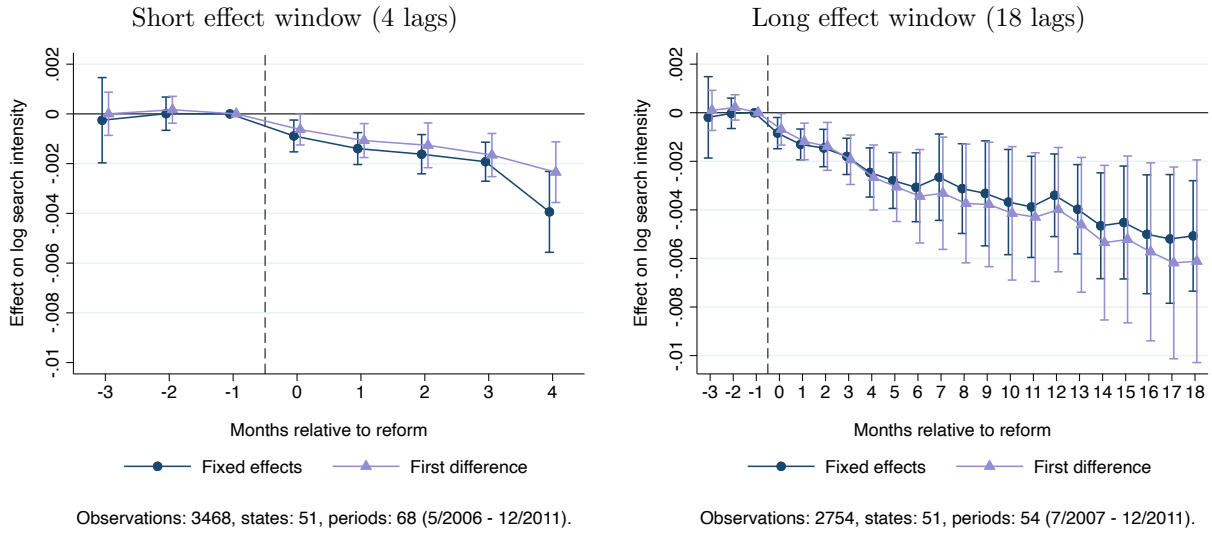 Short effect window (4 lags)
Effect on log search intensity
.002
0
-.002
-.004
-.006
-.008
-.01
-3 -2 -1 0 1 2 3 4
Months relative to reform
Fixed effects First difference
Observations: 3468, states: 51, periods: 68 (5/2006 - 12/2011).
Long effect window (18 lags)
Effect on log search intensity
.002
0
-.002
-.004
-.006
-.008
-.01
-3 -2 -1 0 1 2 3 4 5 6 7 8 9 10 11 12 13 14 15 16 17 18
Months relative to reform
Fixed effects First difference
Observations: 2754, states: 51, periods: 54 (7/2007 - 12/2011).